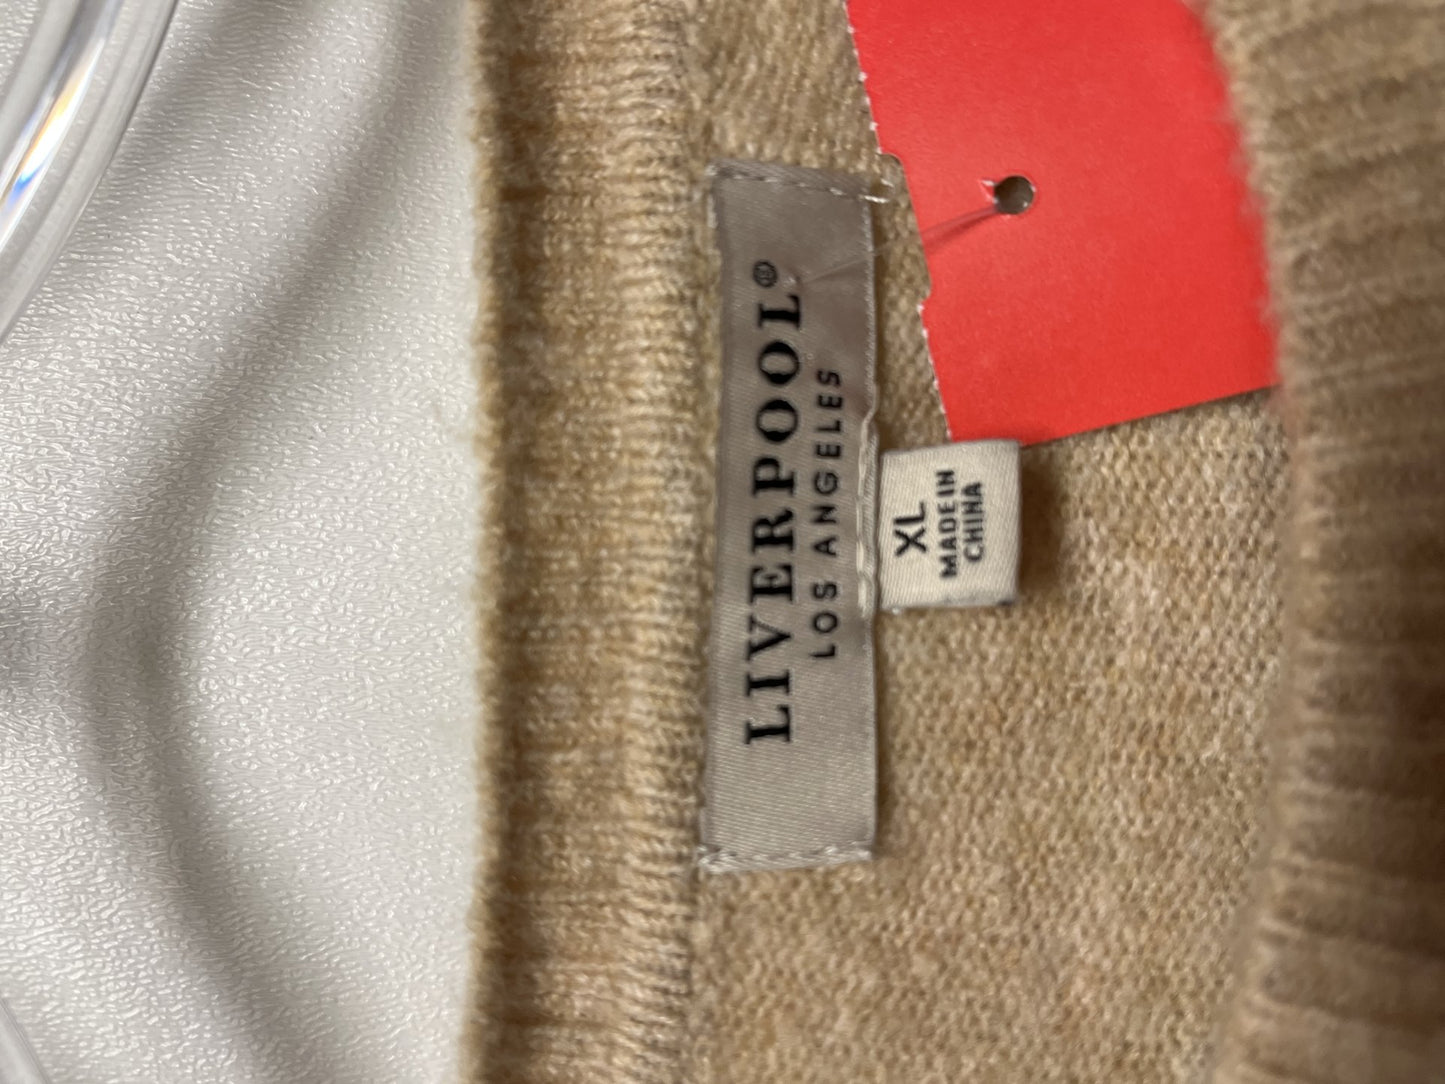 LIVERPOOL®
LOS ANGELES
XL
MADE IN
CHINA